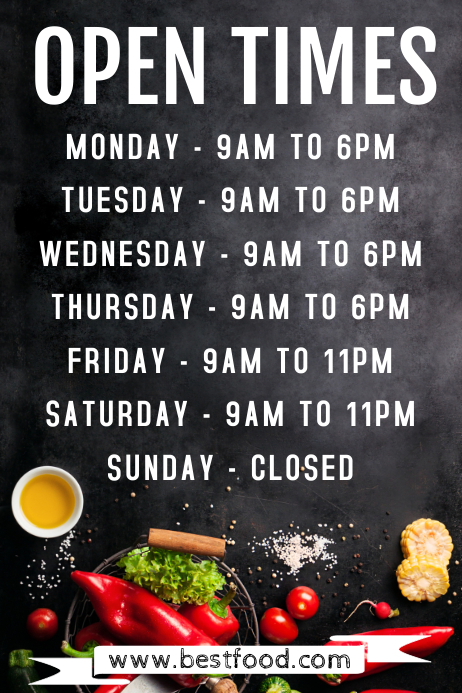 OPEN TIMES
MONDAY - 9AM TO 6PM
TUESDAY - 9AM TO 6PM
WEDNESDAY - 9AM TO 6PM
THURSDAY - 9AM TO 6PM
FRIDAY - 9AM TO 11PM
SATURDAY - 9AM TO 11PM
SUNDAY - CLOSED
www.bestfood.com